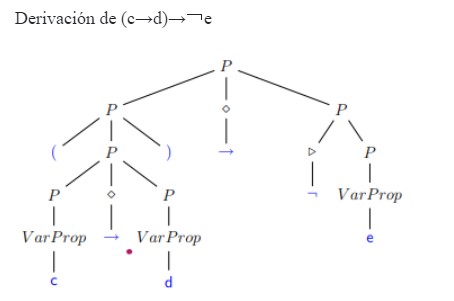 Derivación de (c→d)→¬e
P
P ⋄ P
( P ) → ▷ P
P ⋄ P ¬ VarProp
VarProp → VarProp e
c d